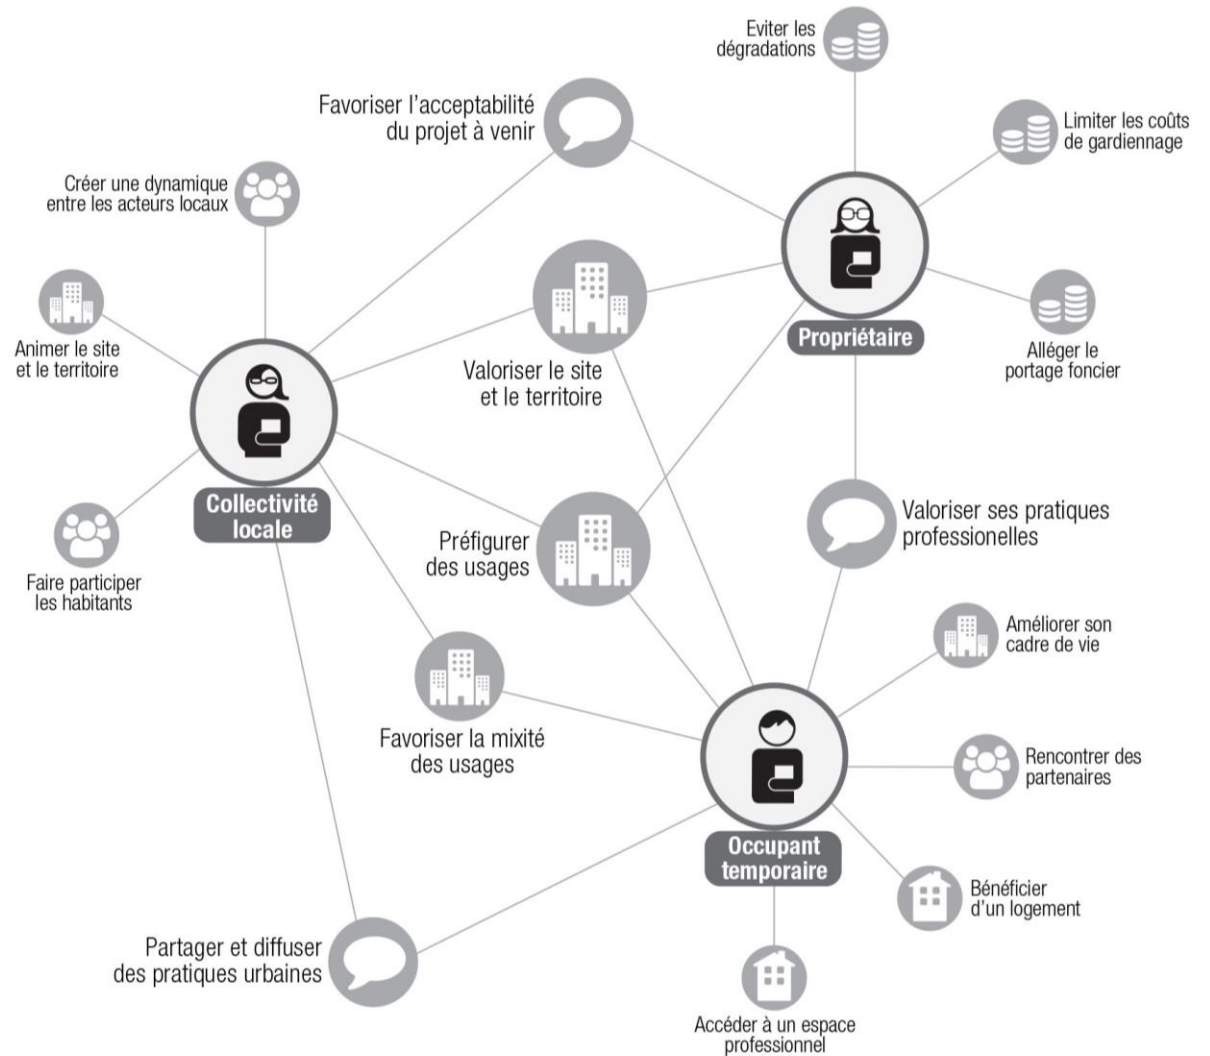 Eviter les
dégradations
Favoriser l'acceptabilité
du projet à venir
Limiter les coûts
de gardiennage
Créer une dynamique
entre les acteurs locaux
Propriétaire
Animer le site
et le territoire
Alléger le
portage foncier
Valoriser le site
et le territoire
Collectivité
locale
Valoriser ses pratiques
professionelles
Préfigurer
des usages
Faire participer
les habitants
Améliorer son
cadre de vie
Favoriser la mixité
des usages
Rencontrer des
partenaires
Occupant
temporaire
Bénéficier
d'un logement
Partager et diffuser
des pratiques urbaines
Accéder à un espace
professionnel